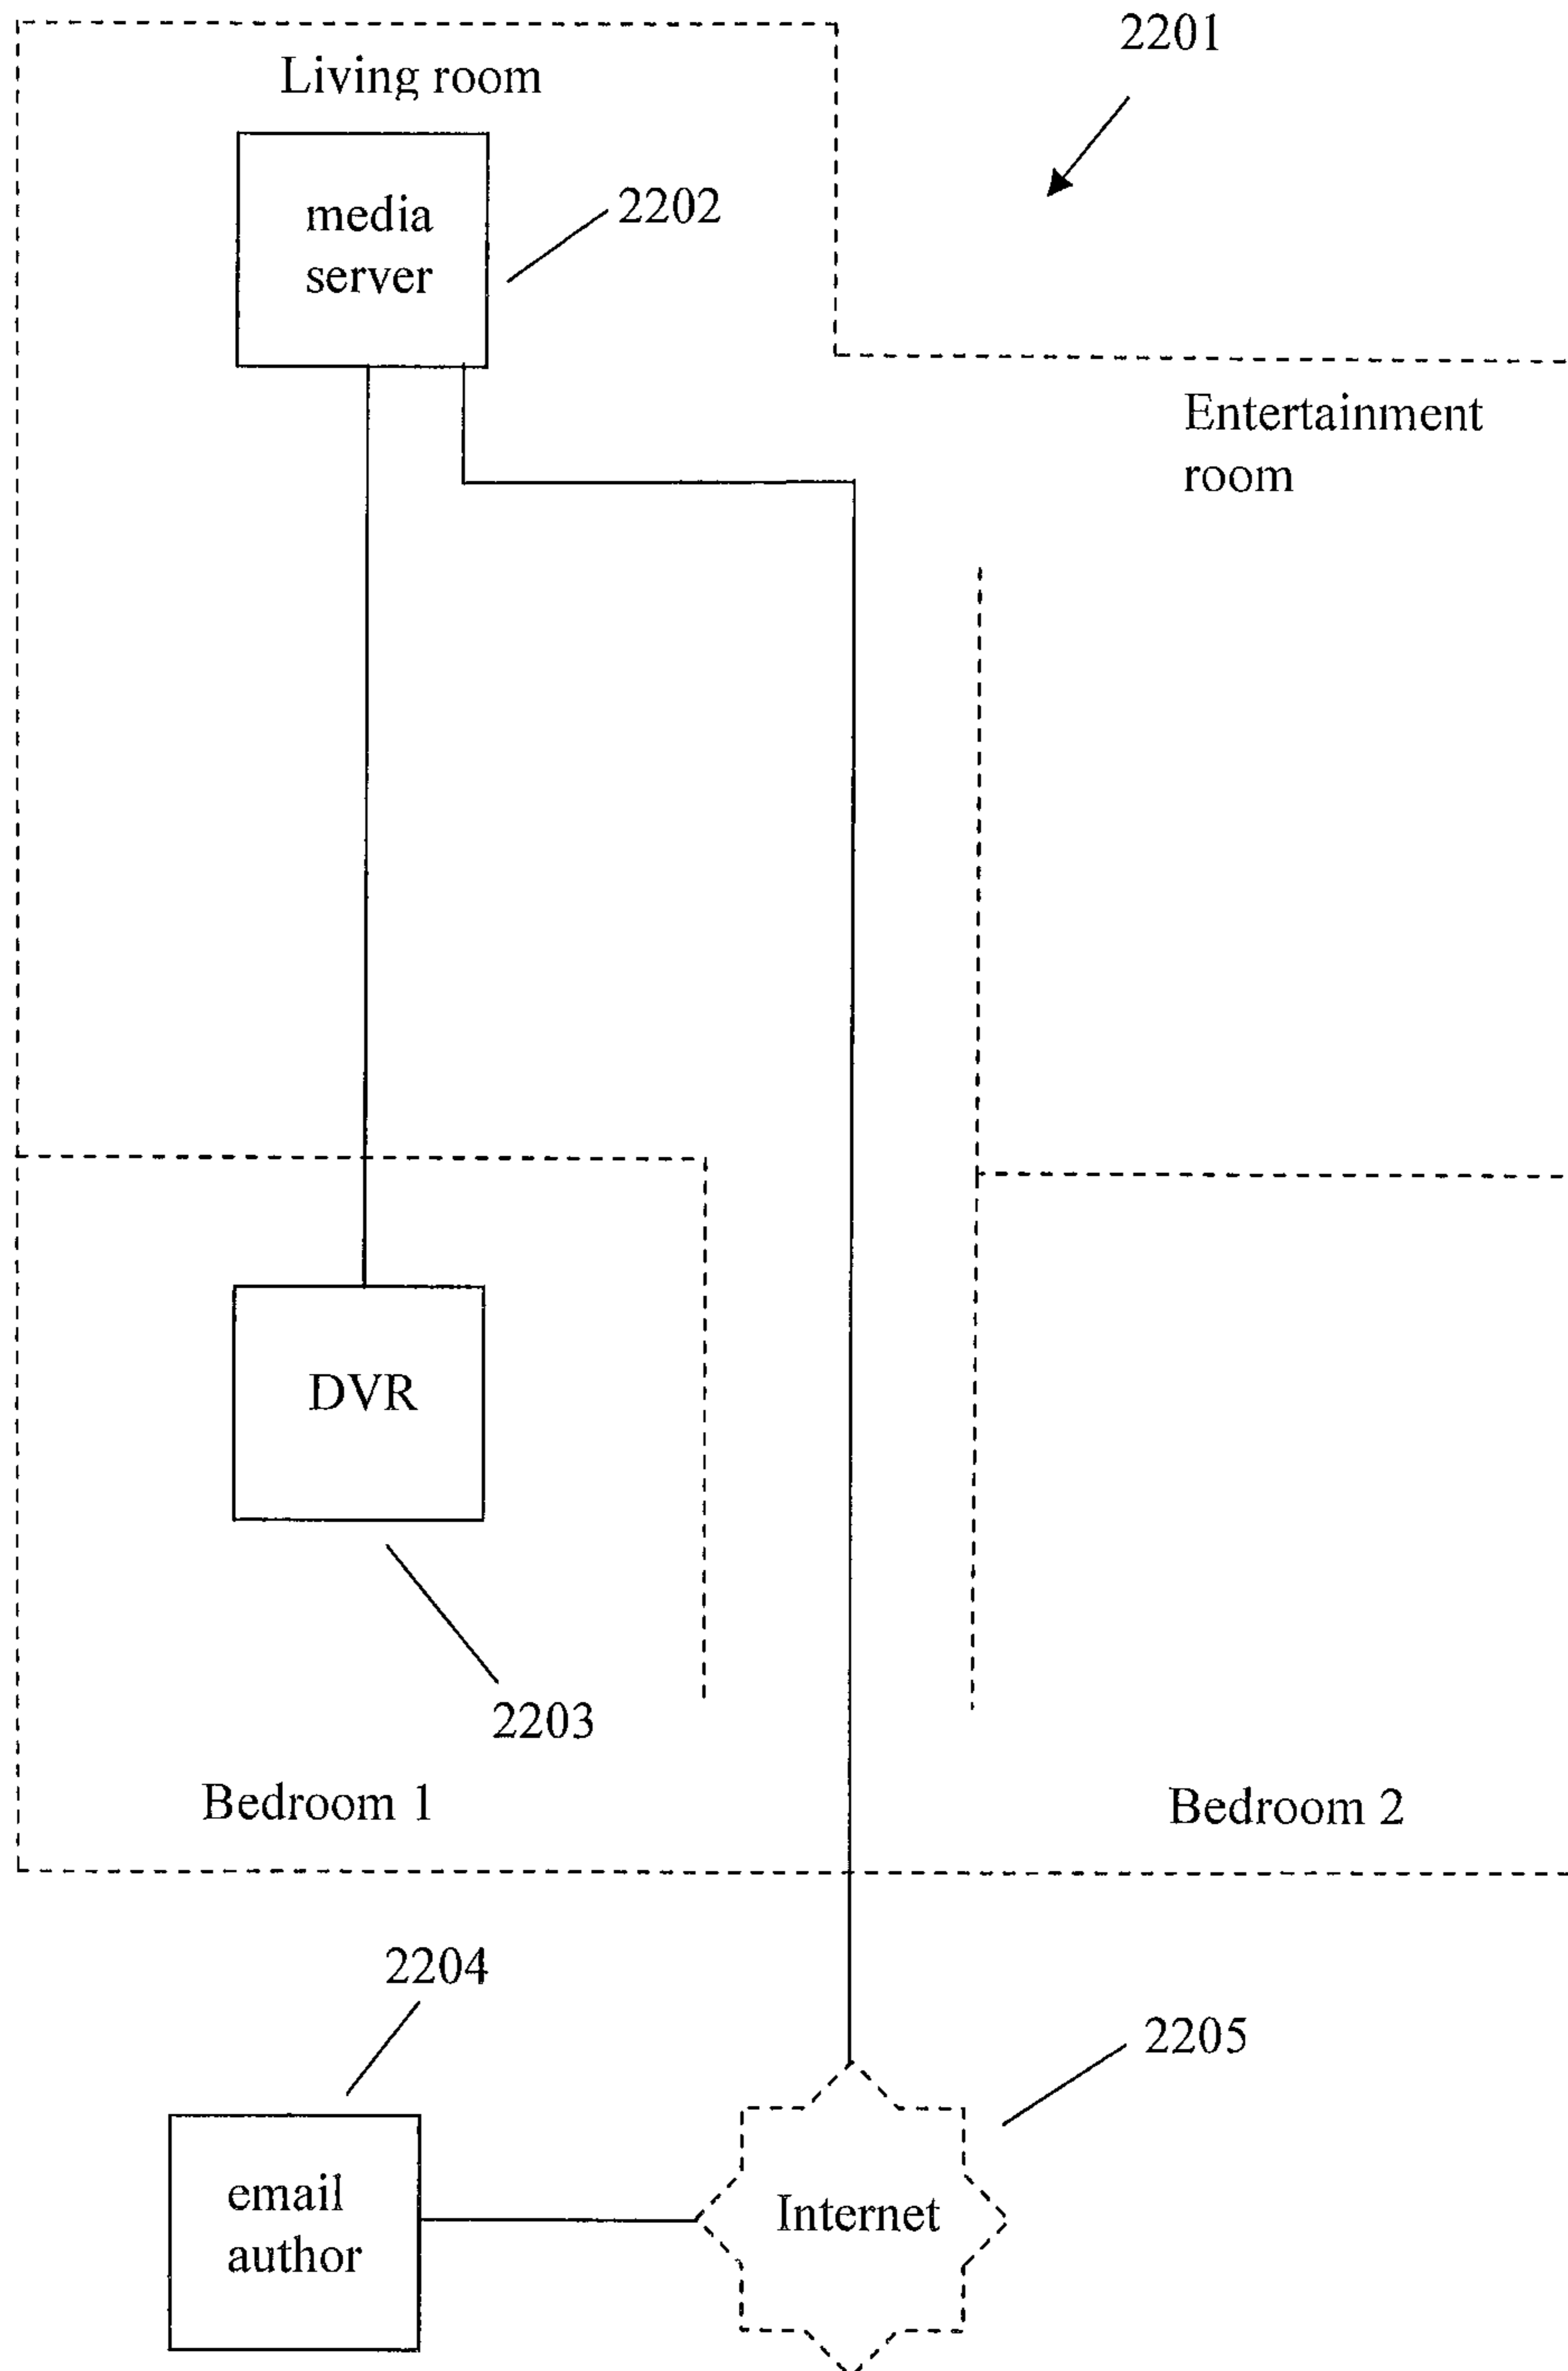 2201
Living room
media
server
2202
Entertainment
room
DVR
2203
Bedroom 1
Bedroom 2
2204
2205
email
author
Internet